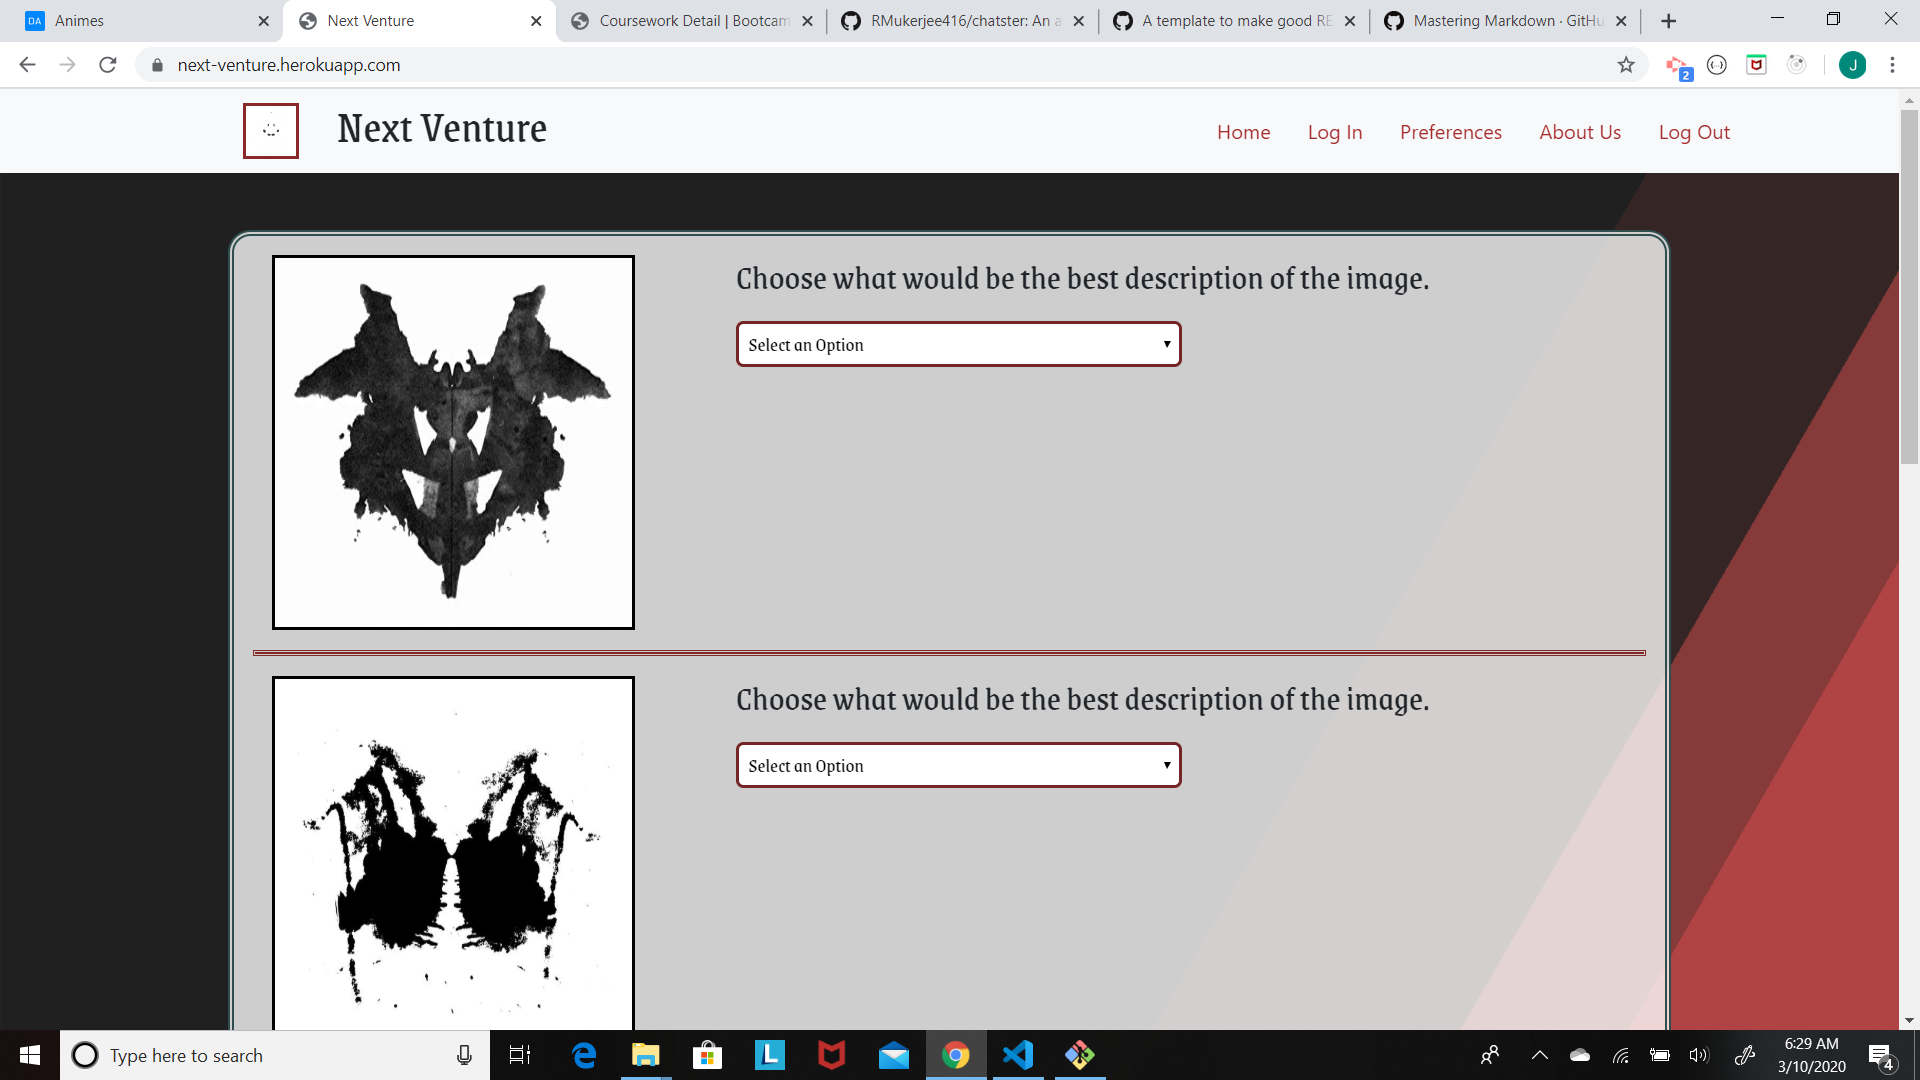 DA Animes
Next Venture
Coursework Detail | Bootcam
RMukerjee416/chatster: An a
A template to make good RE
Mastering Markdown · GitHu
next-venture.herokuapp.com
2
J
Next Venture
Home
Log In
Preferences
About Us
Log Out
Choose what would be the best description of the image.
Select an Option
Choose what would be the best description of the image.
Select an Option
Type here to search
L
6:29 AM
3/10/2020
4